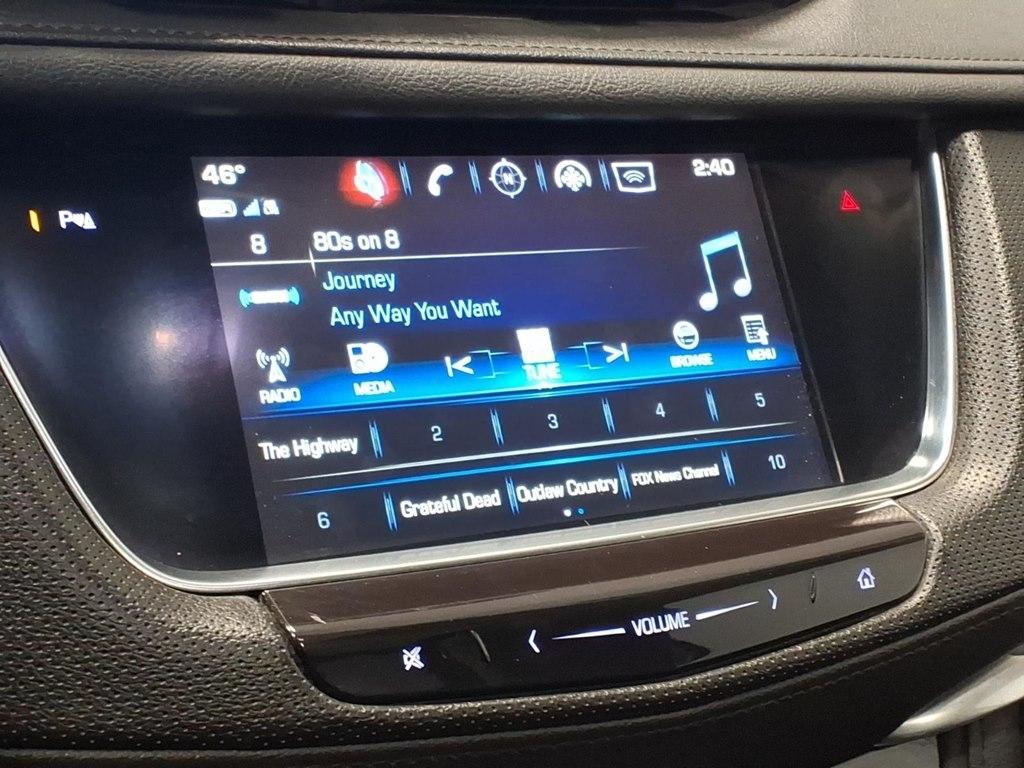 46° 2:40
P
8 80s on 8
Journey
Any Way You Want
RADIO MEDIA TUNE BROWSE MENU
The Highway 2 3 4 5
6 Grateful Dead Outlaw Country FOX News Channel 10
VOLUME